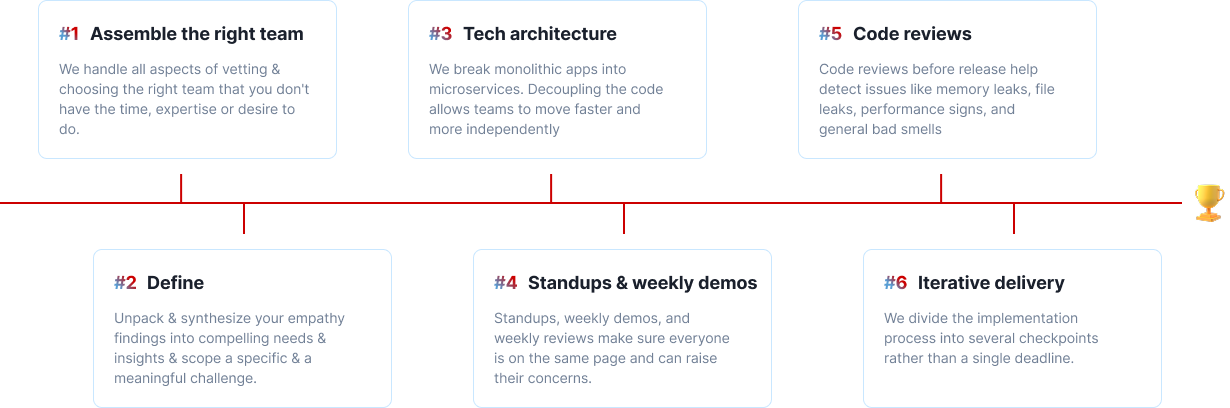 #1 Assemble the right team
We handle all aspects of vetting &
choosing the right team that you don't
have the time, expertise or desire to
do.
#2 Define
Unpack & synthesize your empathy
findings into compelling needs &
insights & scope a specific & a
meaningful challenge.
#3 Tech architecture
We break monolithic apps into
microservices. Decoupling the code
allows teams to move faster and
more independently
#4 Standups & weekly demos
Standups, weekly demos, and
weekly reviews make sure everyone
is on the same page and can raise
their concerns.
#5 Code reviews
Code reviews before release help
detect issues like memory leaks, file
leaks, performance signs, and
general bad smells
#6 Iterative delivery
We divide the implementation
process into several checkpoints
rather than a single deadline.